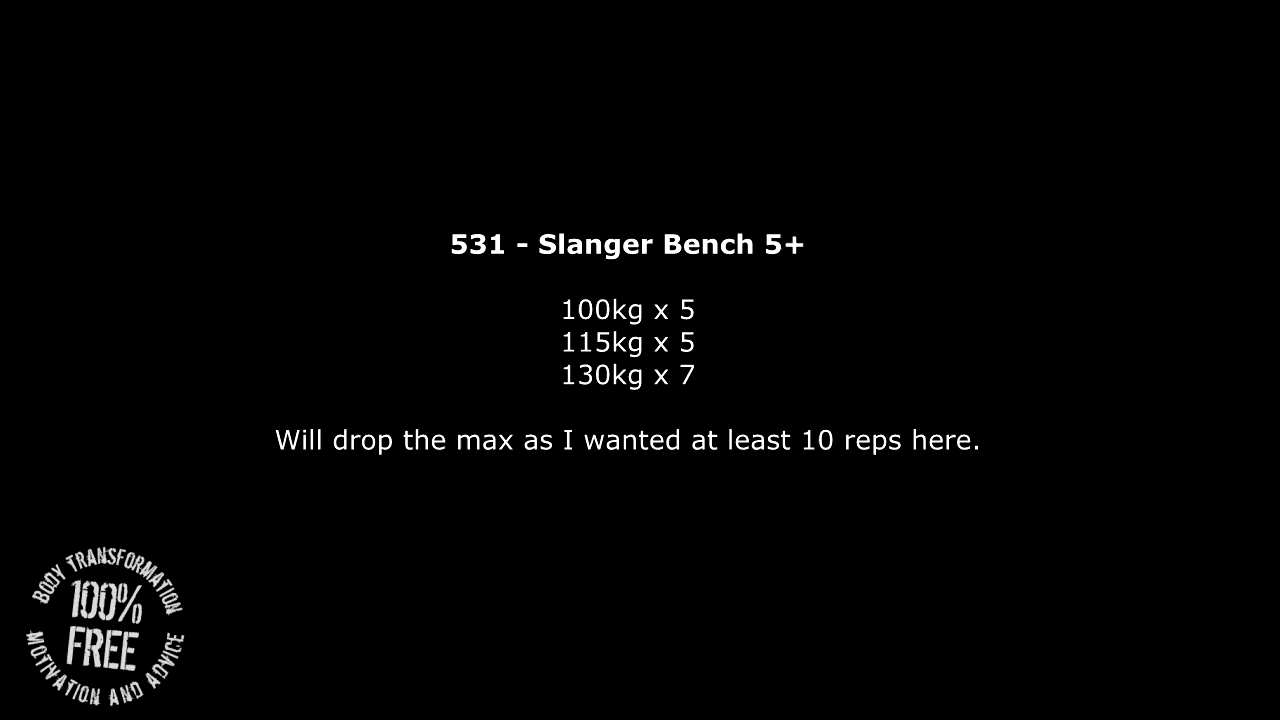 531 - Slanger Bench 5+
100kg x 5
115kg x 5
130kg x 7
Will drop the max as I wanted at least 10 reps here.
BODY TRANSFORMATION
100%
FREE
MOTIVATION AND ADVICE